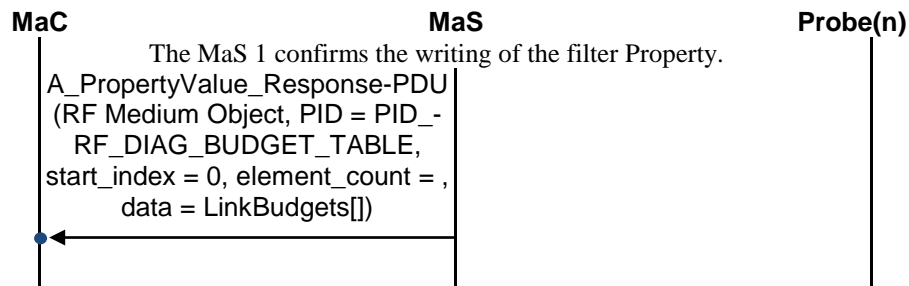 MaC MaS Probe(n)
The MaS 1 confirms the writing of the filter Property.
A_PropertyValue_Response-PDU
(RF Medium Object, PID = PID_-
RF_DIAG_BUDGET_TABLE,
start_index = 0, element_count = ,
data = LinkBudgets[])